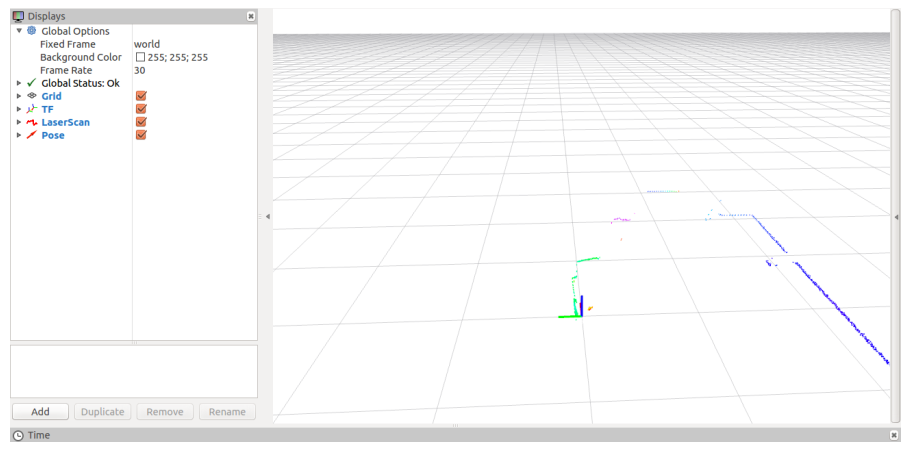 Displays
Global Options
Fixed Frame world
Background Color 255; 255; 255
Frame Rate 30
Global Status: Ok
Grid
TF
LaserScan
Pose
Add Duplicate Remove Rename
Time